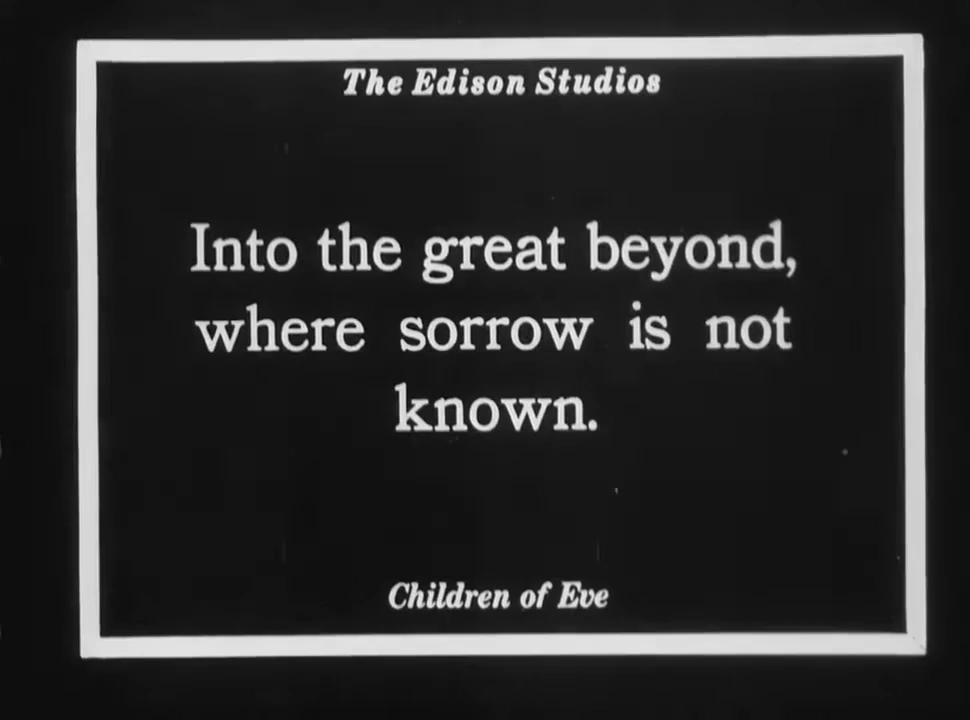 The Edison Studios
Into the great beyond,
where sorrow is not
known.
Children of Eve